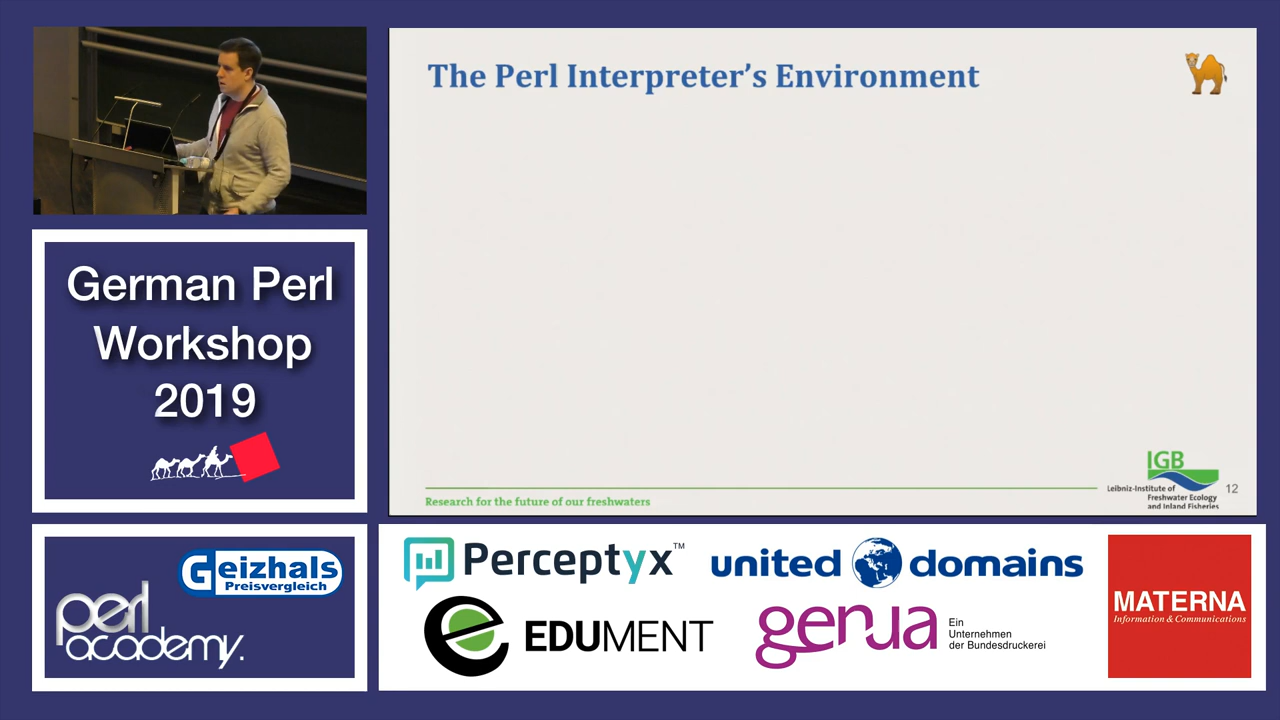 The Perl Interpreter's Environment
Research for the future of our freshwaters
IGB
Leibniz-Institute of
Freshwater Ecology
and Inland Fisheries
12
German Perl
Workshop
2019
Geizhals
Preisvergleich
perl
academy.
Perceptyx™
united domains
EDUMENT
genua
Ein
Unternehmen
der Bundesdruckerei
MATERNA
Information & Communications